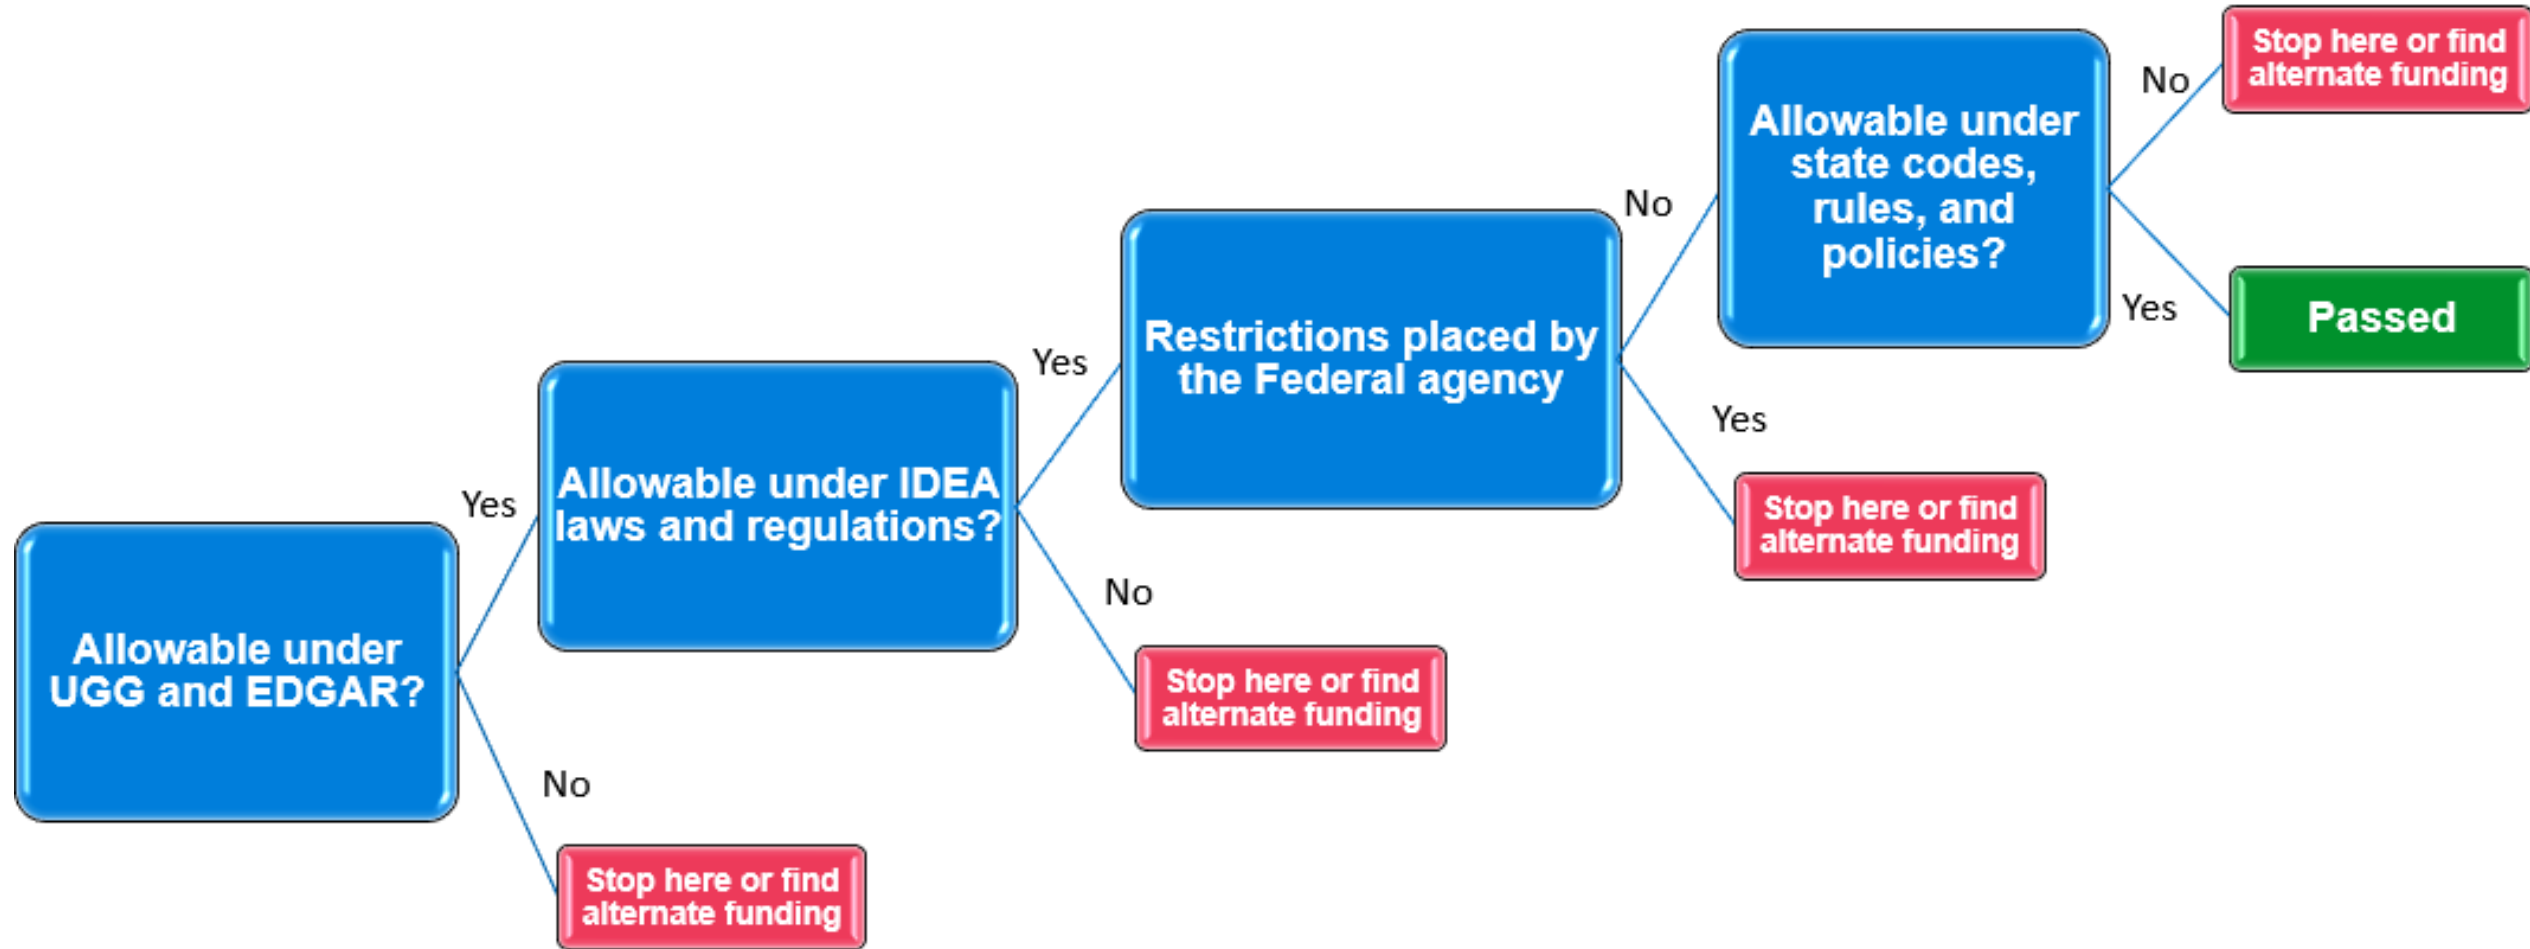 Allowable under
UGG and EDGAR?
Yes
No
Stop here or find
alternate funding
Allowable under IDEA
laws and regulations?
Yes
No
Stop here or find
alternate funding
Restrictions placed by
the Federal agency
No
Yes
Stop here or find
alternate funding
Allowable under
state codes,
rules, and
policies?
No
Stop here or find
alternate funding
Yes
Passed